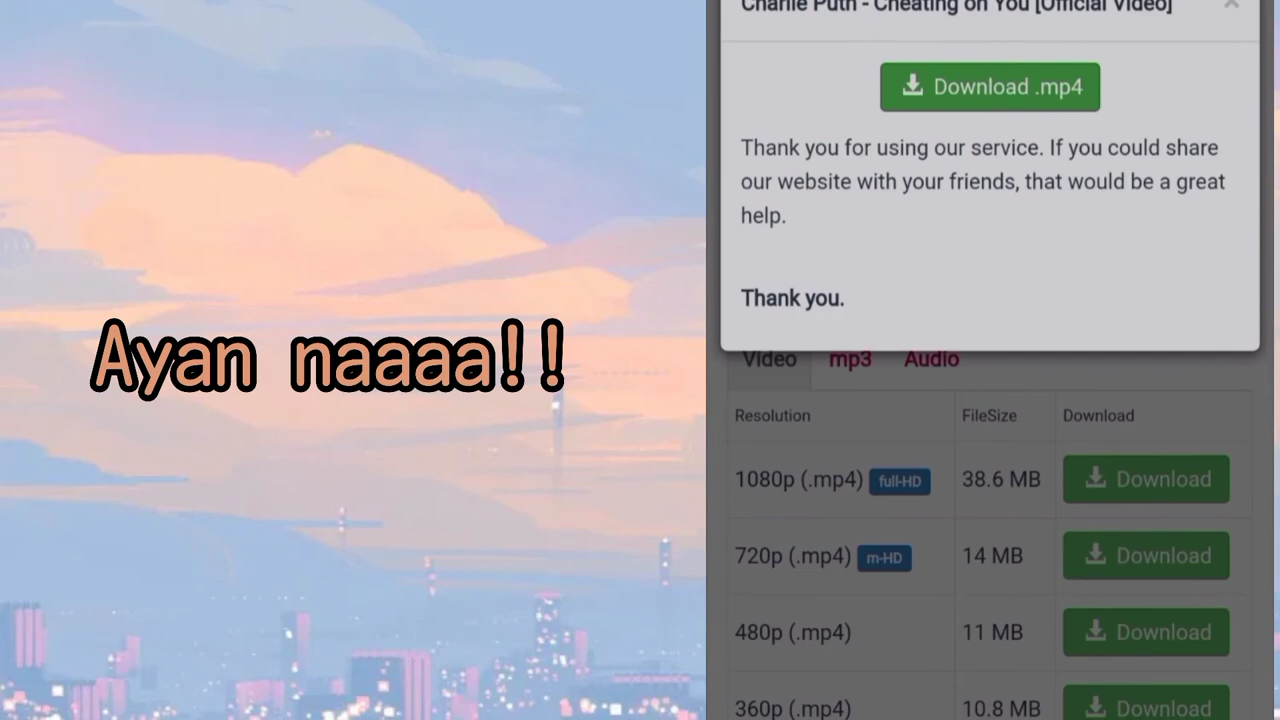 Charlie Puth - Cheating on You [Official Video]
×
Download .mp4
Thank you for using our service. If you could share
our website with your friends, that would be a great
help.
Thank you.
Ayan naaaa!!
Video mp3 Audio
Resolution FileSize Download
1080p (.mp4) full-HD 38.6 MB Download
720p (.mp4) m-HD 14 MB Download
480p (.mp4) 11 MB Download
360p (.mp4) 10.8 MB Download